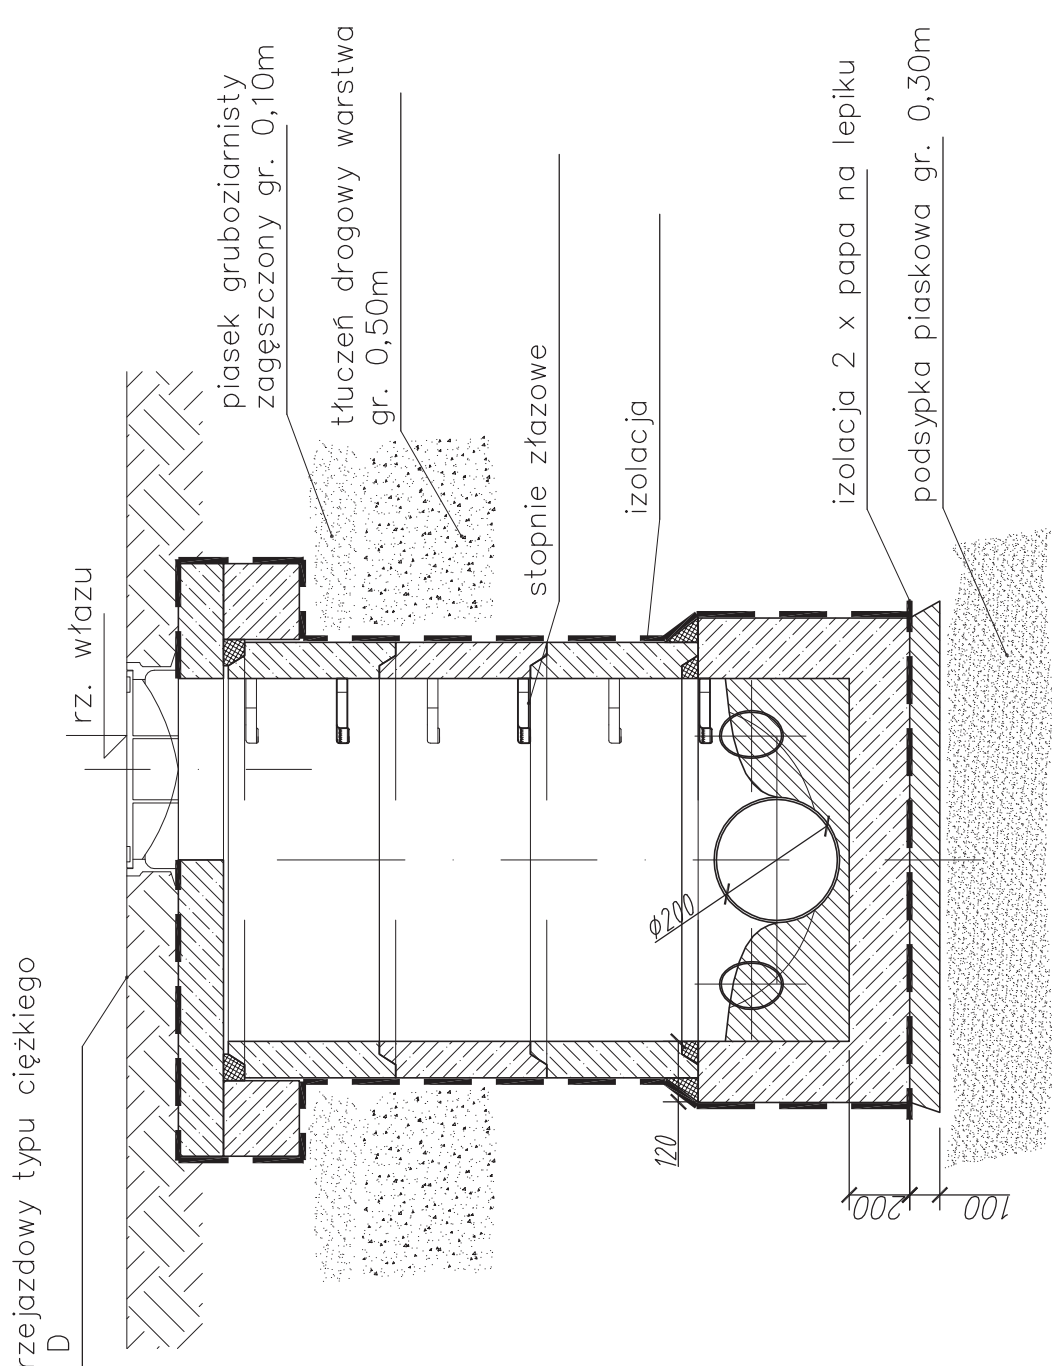 rzejazdowy typu ciężkiego
D
rz. włazu
piasek gruboziarnisty
zagęszczony gr. 0,10m
tłuczeń drogowy warstwa
gr. 0,50m
stopnie złazowe
izolacja
izolacja 2 x papa na lepiku
podsypka piaskowa gr. 0,30m
ϕ200
120
200
100